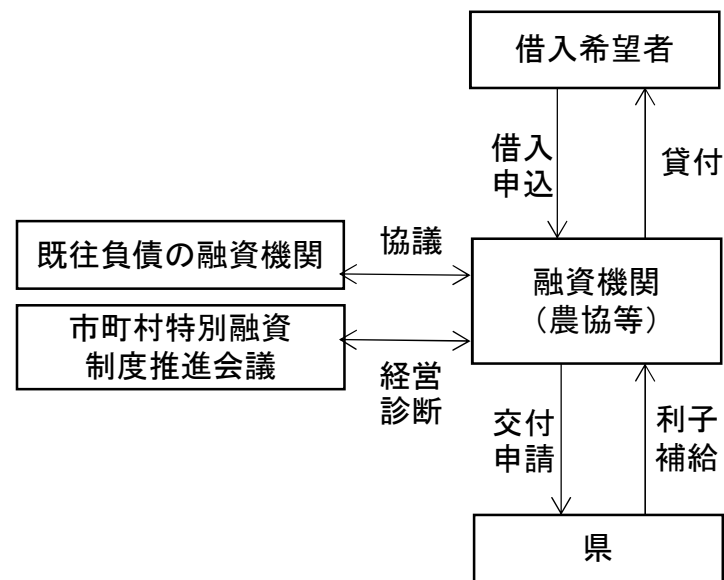 借入希望者
借入
申込
貸付
既往負債の融資機関
協議
融資機関
（農協等）
市町村特別融資
制度推進会議
経営
診断
交付
申請
利子
補給
県